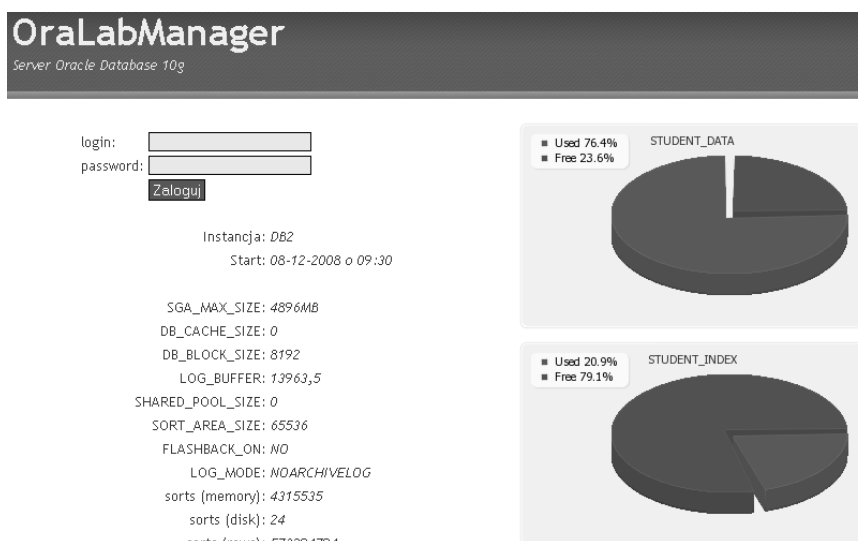 OraLabManager
Server Oracle Database 10g
login:
password:
Zaloguj
Instancja: DB2
Start: 08-12-2008 o 09:30
SGA_MAX_SIZE: 4896MB
DB_CACHE_SIZE: 0
DB_BLOCK_SIZE: 8192
LOG_BUFFER: 13963,5
SHARED_POOL_SIZE: 0
SORT_AREA_SIZE: 65536
FLASHBACK_ON: NO
LOG_MODE: NOARCHIVELOG
sorts (memory): 4315535
sorts (disk): 24
Used 76.4%
Free 23.6%
STUDENT_DATA
Used 20.9%
Free 79.1%
STUDENT_INDEX